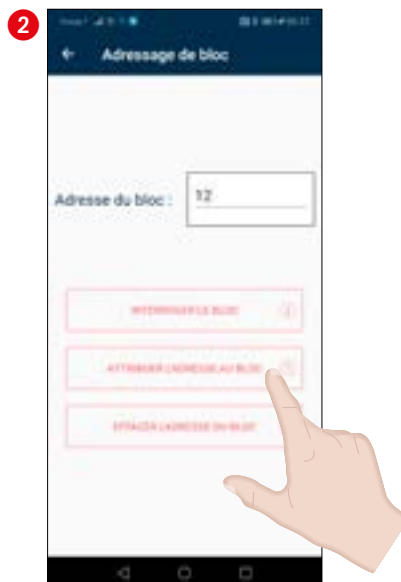 2
Adressage de bloc
Adresse du bloc :
12
INTERROGER LE BLOC
ATTRIBUER L'ADRESSE AU BLOC
EFFACER L'ADRESSE DU BLOC